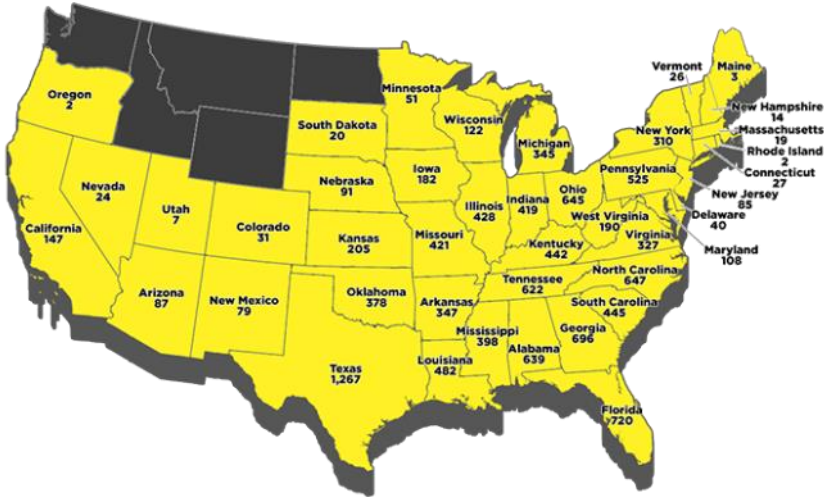 Oregon
2
California
147
Nevada
24
Utah
7
Arizona
87
Colorado
31
New Mexico
79
South Dakota
20
Nebraska
91
Kansas
205
Oklahoma
378
Texas
1,267
Minnesota
51
Iowa
182
Missouri
421
Arkansas
347
Louisiana
482
Wisconsin
122
Illinois
428
Michigan
345
Indiana
419
Ohio
645
Kentucky
442
Tennessee
622
Mississippi
398
Alabama
639
Georgia
696
Florida
720
South Carolina
445
North Carolina
647
Virginia
327
West Virginia
190
Pennsylvania
525
New York
310
Vermont
26
Maine
3
New Hampshire
14
Massachusetts
19
Rhode Island
2
Connecticut
27
New Jersey
85
Delaware
40
Maryland
108